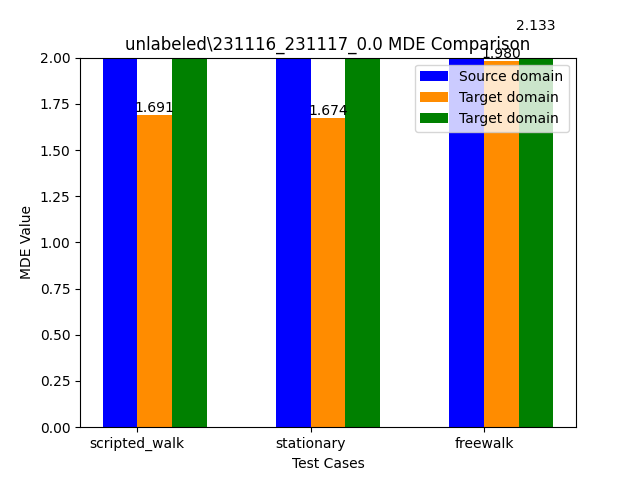 2.133
unlabeled\231116_231117_0.0 MDE Comparison
1.980
2.00
1.75
1.50
1.25
1.00
0.75
0.50
0.25
0.00
MDE Value
1.691
1.674
Source domain
Target domain
Target domain
scripted_walk
stationary
freewalk
Test Cases